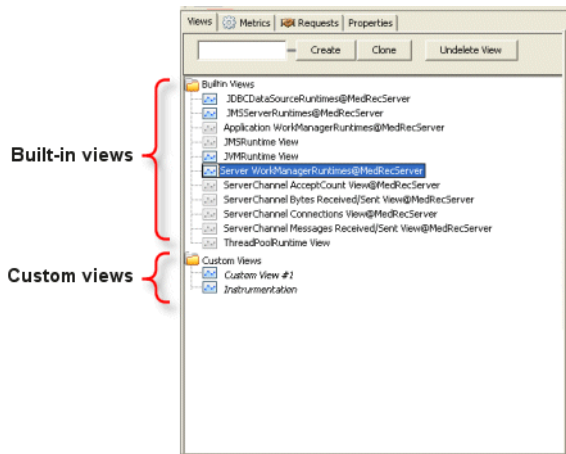 Views Metrics Requests Properties
Create Clone Undelete View
Builtin Views
JDBCDataSourceRuntimes@MedRecServer
JMSServerRuntimes@MedRecServer
Application WorkManagerRuntimes@MedRecServer
JMSRuntime View
JVMRuntime View
Server WorkManagerRuntimes@MedRecServer
ServerChannel AcceptCount View@MedRecServer
ServerChannel Bytes Received/Sent View@MedRecServer
ServerChannel Connections View@MedRecServer
ServerChannel Messages Received/Sent View@MedRecServer
ThreadPoolRuntime View
Built-in views
Custom Views
Custom View #1
Instrurmentation
Custom views